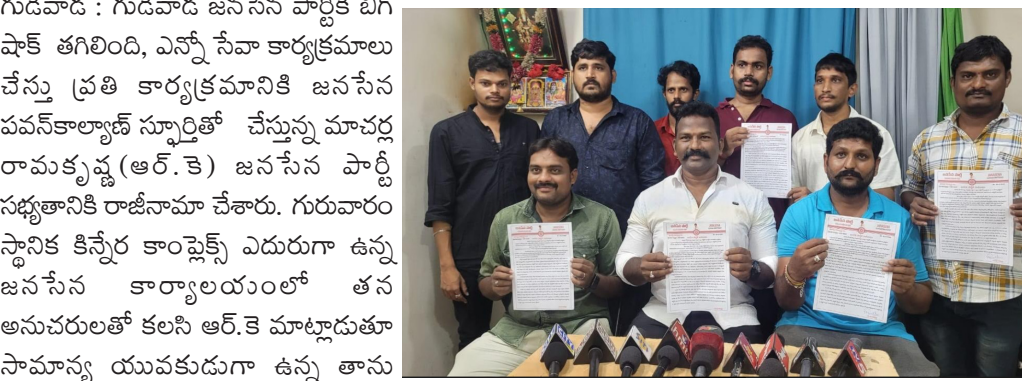 గుడివాడ : గుడివాడ జనసేన పార్టీకి బిగ్
షాక్ తగిలింది, ఎన్నో సేవా కార్యక్రమాలు
చేస్తు ప్రతి కార్యక్రమానికి జనసేన
పవన్‌కాల్యాణ్ స్ఫూర్తితో చేస్తున్న మాచర్ల
రామకృష్ణ(ఆర్.కె) జనసేన పార్టీ
సభ్యతానికి రాజీనామా చేశారు. గురువారం
స్థానిక కిన్నేర కాంప్లెక్స్ ఎదురుగా ఉన్న
జనసేన కార్యాలయంలో తన
అనుచరులతో కలసి ఆర్.కె మాట్లాడుతూ
సామాన్య యువకుడుగా ఉన్న తాను